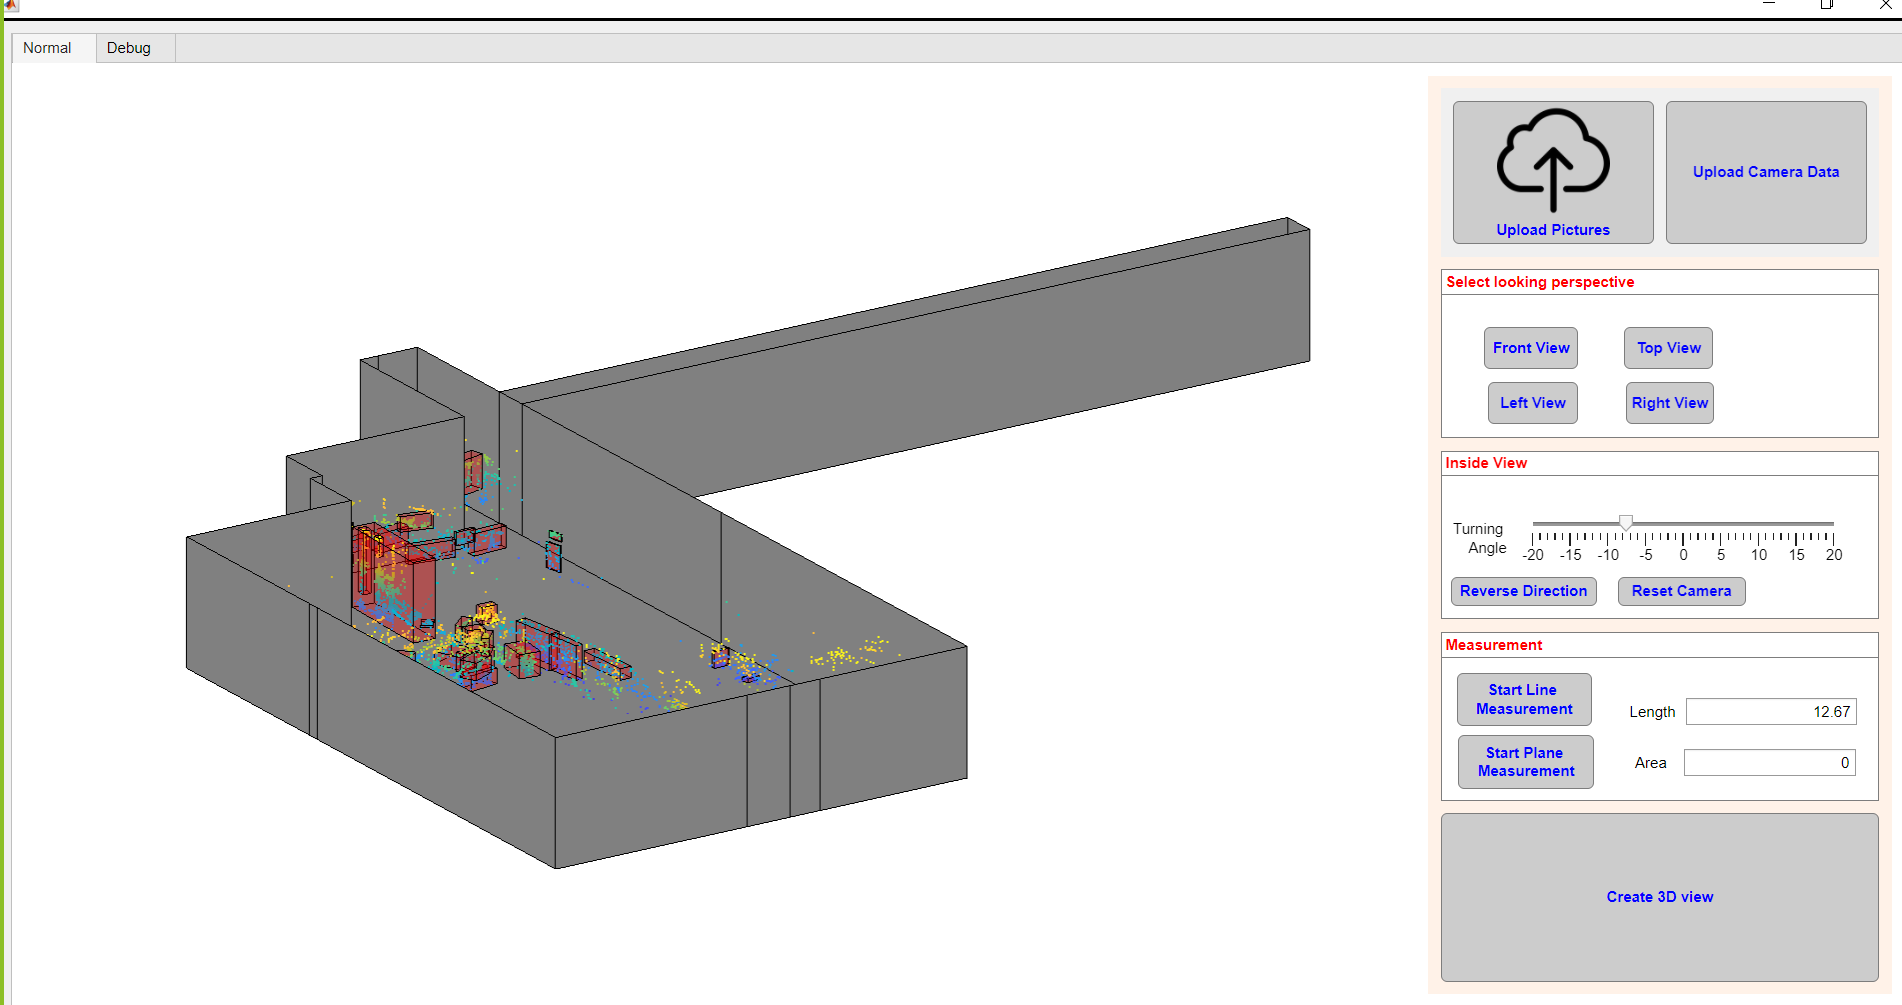 Normal Debug
Upload Pictures
Upload Camera Data
Select looking perspective
Front View Top View
Left View Right View
Inside View
Turning
Angle
-20 -15 -10 -5 0 5 10 15 20
Reverse Direction Reset Camera
Measurement
Start Line
Measurement
Length 12.67
Start Plane
Measurement
Area 0
Create 3D view